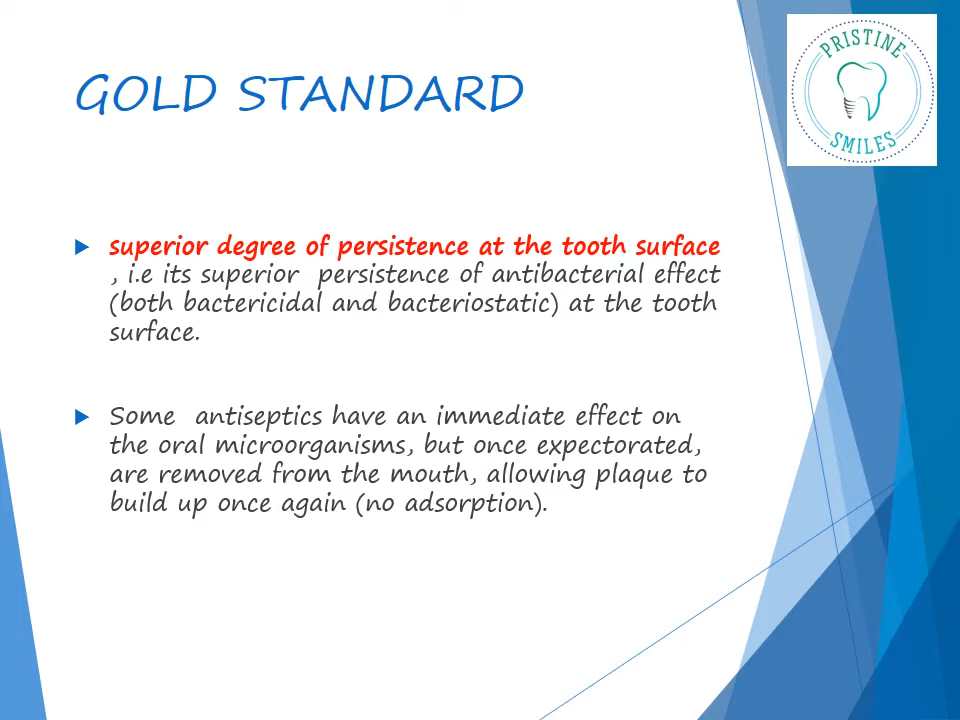 PRISTINE
SMILES
GOLD STANDARD
superior degree of persistence at the tooth surface
, i.e its superior  persistence of antibacterial effect
(both bactericidal and bacteriostatic) at the tooth
surface.
Some  antiseptics have an immediate effect on
the oral microorganisms, but once expectorated,
are removed from the mouth, allowing plaque to
build up once again (no adsorption).